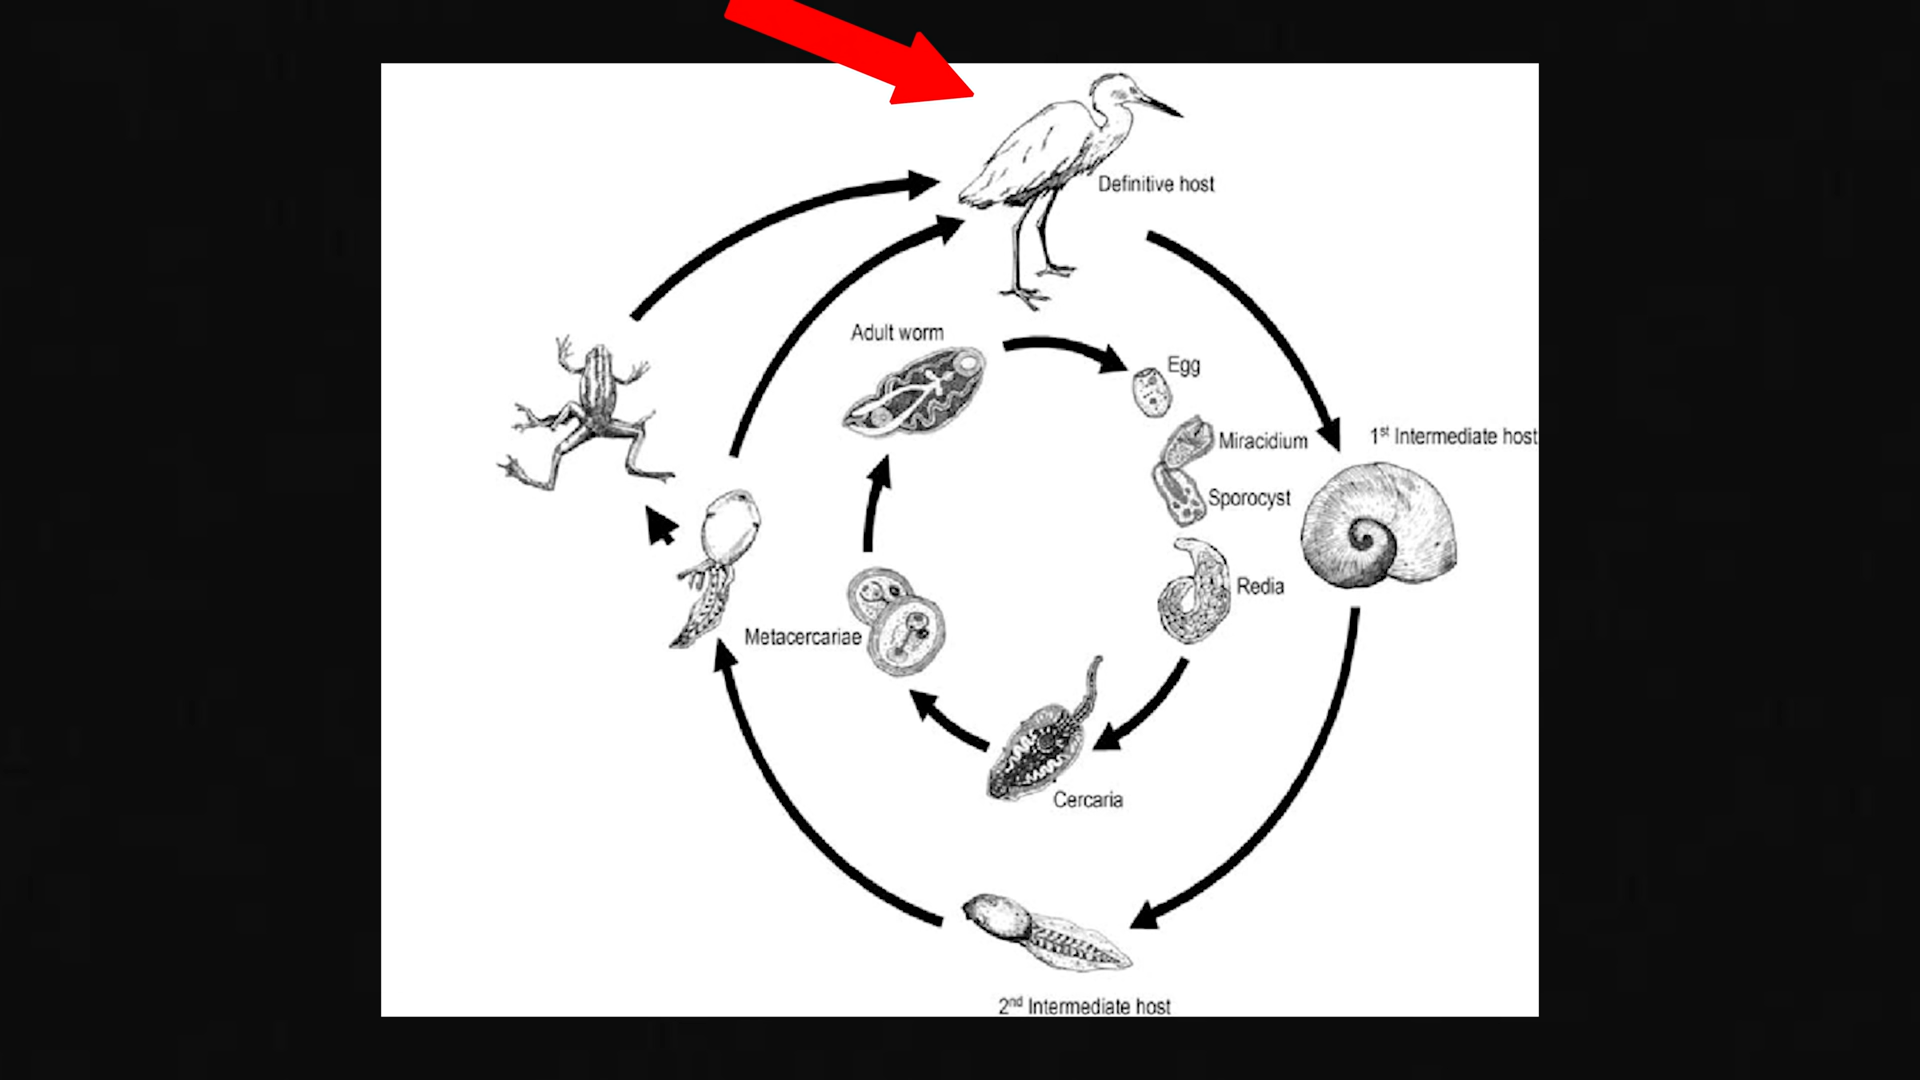 Definitive host
Adult worm
Egg
1st Intermediate host
Miracidium
Sporocyst
Redia
Metacercariae
Cercaria
2nd Intermediate host